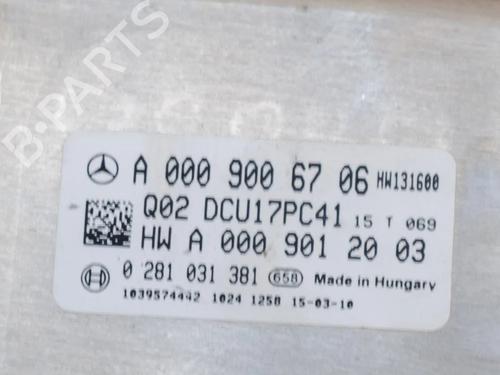 B-PARTS
A 000 900 67 06 HW131600
Q02 DCU17PC41 15 T 069
HW A 000 901 20 03
0 281 031 381 658 Made in Hungary
1039574442 1024 1258 15-03-10